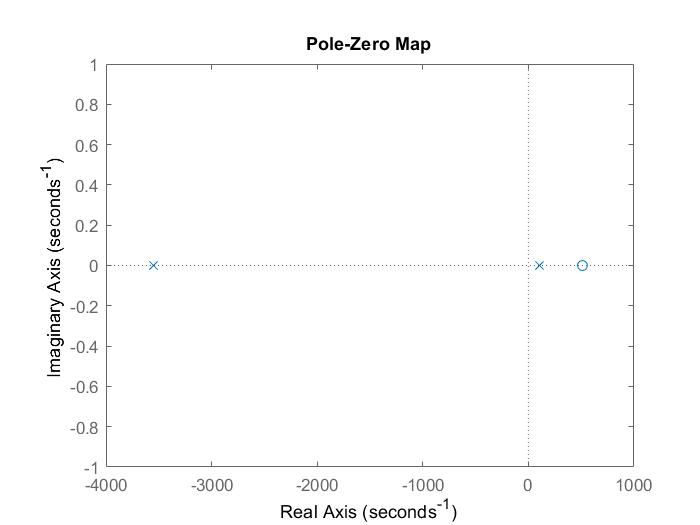 Pole-Zero Map
1
0.8
0.6
0.4
0.2
0
-0.2
-0.4
-0.6
-0.8
-1
Imaginary Axis (seconds⁻¹)
-4000 -3000 -2000 -1000 0 1000
Real Axis (seconds⁻¹)